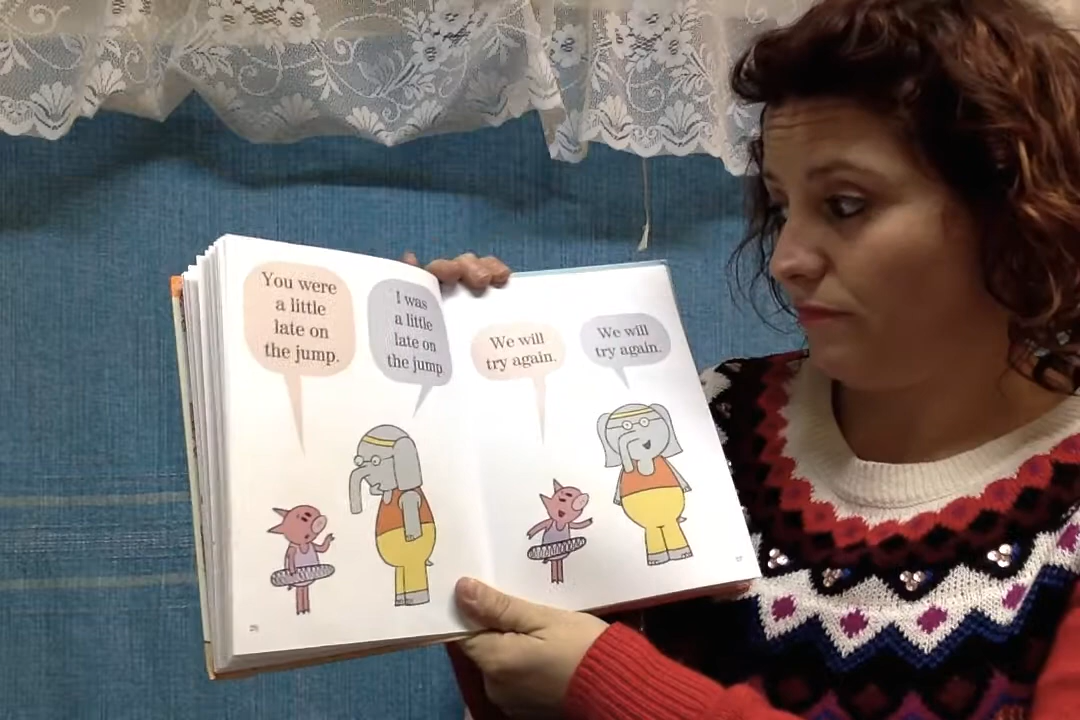 You were
a little
late on
the jump.
I was
a little
late on
the jump
We will
try again.
We will
try again.